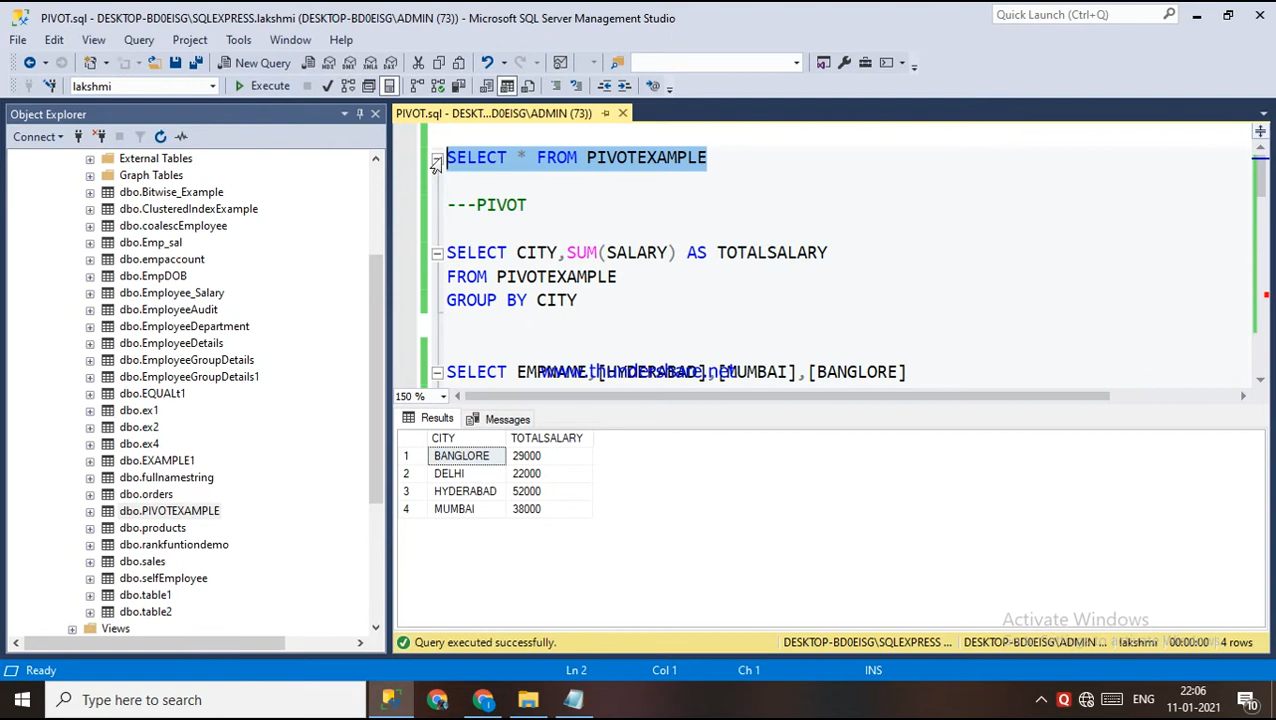 PIVOT.sql - DESKTOP-BD0EISG\SQLEXPRESS.lakshmi (DESKTOP-BD0EISG\ADMIN (73)) - Microsoft SQL Server Management Studio
Quick Launch (Ctrl+Q)
File Edit View Query Project Tools Window Help
New Query
lakshmi
Execute
Object Explorer
PIVOT.sql - DESKT...D0EISG\ADMIN (73))
Connect
External Tables
Graph Tables
dbo.Bitwise_Example
dbo.ClusteredIndexExample
dbo.coalescEmployee
dbo.Emp_sal
dbo.empaccount
dbo.EmpDOB
dbo.Employee_Salary
dbo.EmployeeAudit
dbo.EmployeeDepartment
dbo.EmployeeDetails
dbo.EmployeeGroupDetails
dbo.EmployeeGroupDetails1
dbo.EQUALt1
dbo.ex1
dbo.ex2
dbo.ex4
dbo.EXAMPLE1
dbo.fullnamestring
dbo.orders
dbo.PIVOTEXAMPLE
dbo.products
dbo.rankfuntiondemo
dbo.sales
dbo.selfEmployee
dbo.table1
dbo.table2
Views
SELECT * FROM PIVOTEXAMPLE
---PIVOT
SELECT CITY,SUM(SALARY) AS TOTALSALARY
FROM PIVOTEXAMPLE
GROUP BY CITY
SELECT EMPNAME,[HYDERABAD],[MUMBAI],[BANGLORE]
www.thundershare.net
150 %
Results Messages
CITY TOTALSALARY
1 BANGLORE 29000
2 DELHI 22000
3 HYDERABAD 52000
4 MUMBAI 38000
Activate Windows
Query executed successfully.
DESKTOP-BD0EISG\SQLEXPRESS ... DESKTOP-BD0EISG\ADMIN ... lakshmi 00:00:00 4 rows
Ready Ln 2 Col 1 Ch 1 INS
Type here to search
ENG
22:06
11-01-2021
10